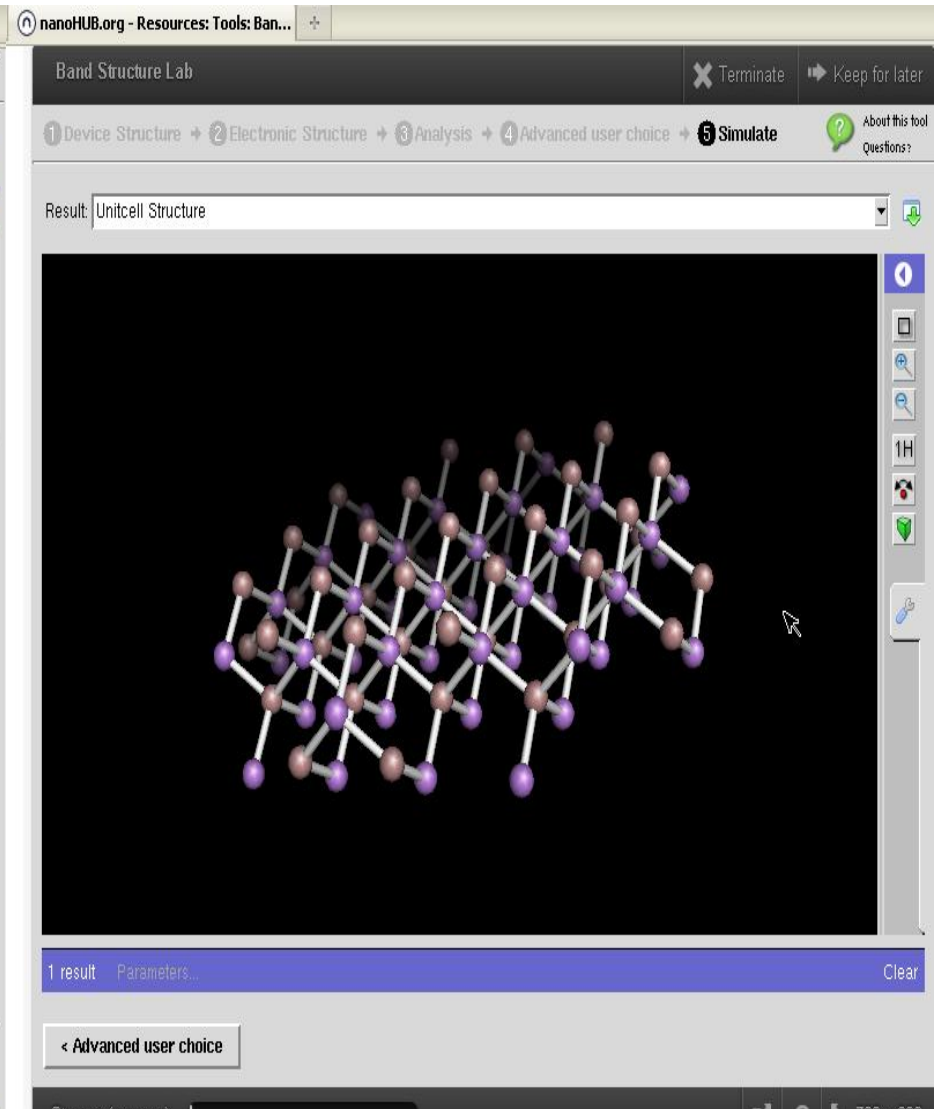 nanoHUB.org - Resources: Tools: Ban...
Band Structure Lab
Terminate
Keep for later
1 Device Structure → 2 Electronic Structure → 3 Analysis → 4 Advanced user choice → 5 Simulate
About this tool
Questions?
Result: Unitcell Structure
1H
1 result Parameters... Clear
< Advanced user choice